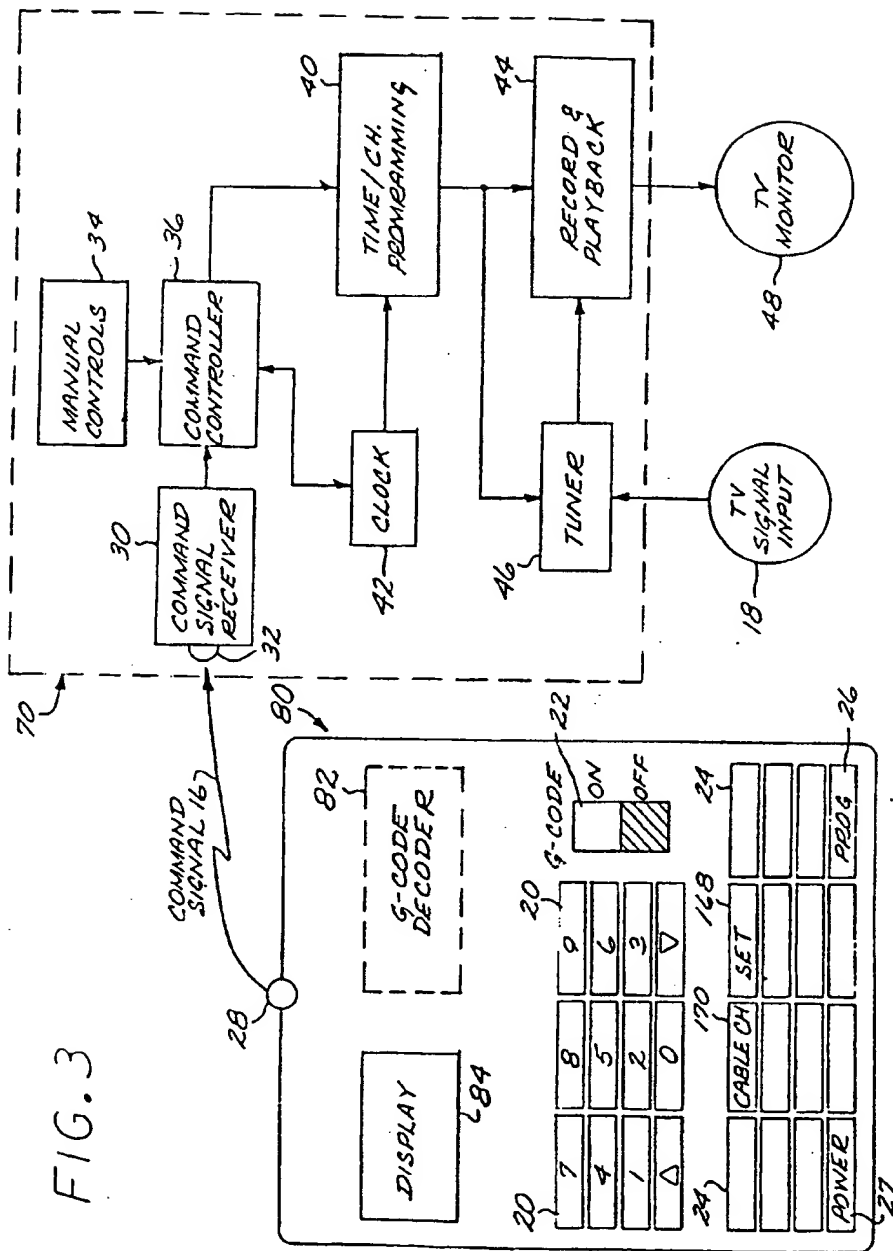 FIG. 3
70
MANUAL
CONTROLS
34
COMMAND
SIGNAL
RECEIVER
30
32
COMMAND
CONTROLLER
36
CLOCK
42
TIME/CH.
PROMRAMMING
40
TUNER
46
RECORD &
PLAYBACK
44
TV
SIGNAL
INPUT
18
TV
MONITOR
48
COMMAND
SIGNAL 16
28
80
DISPLAY
84
G-CODE
DECODER
82
20
20
7 8 9
4 5 6
1 2 3
△ 0 ▽
G-CODE
22
ON
OFF
24
170
168
24
CABLE CH
SET
POWER
PROG
27
26